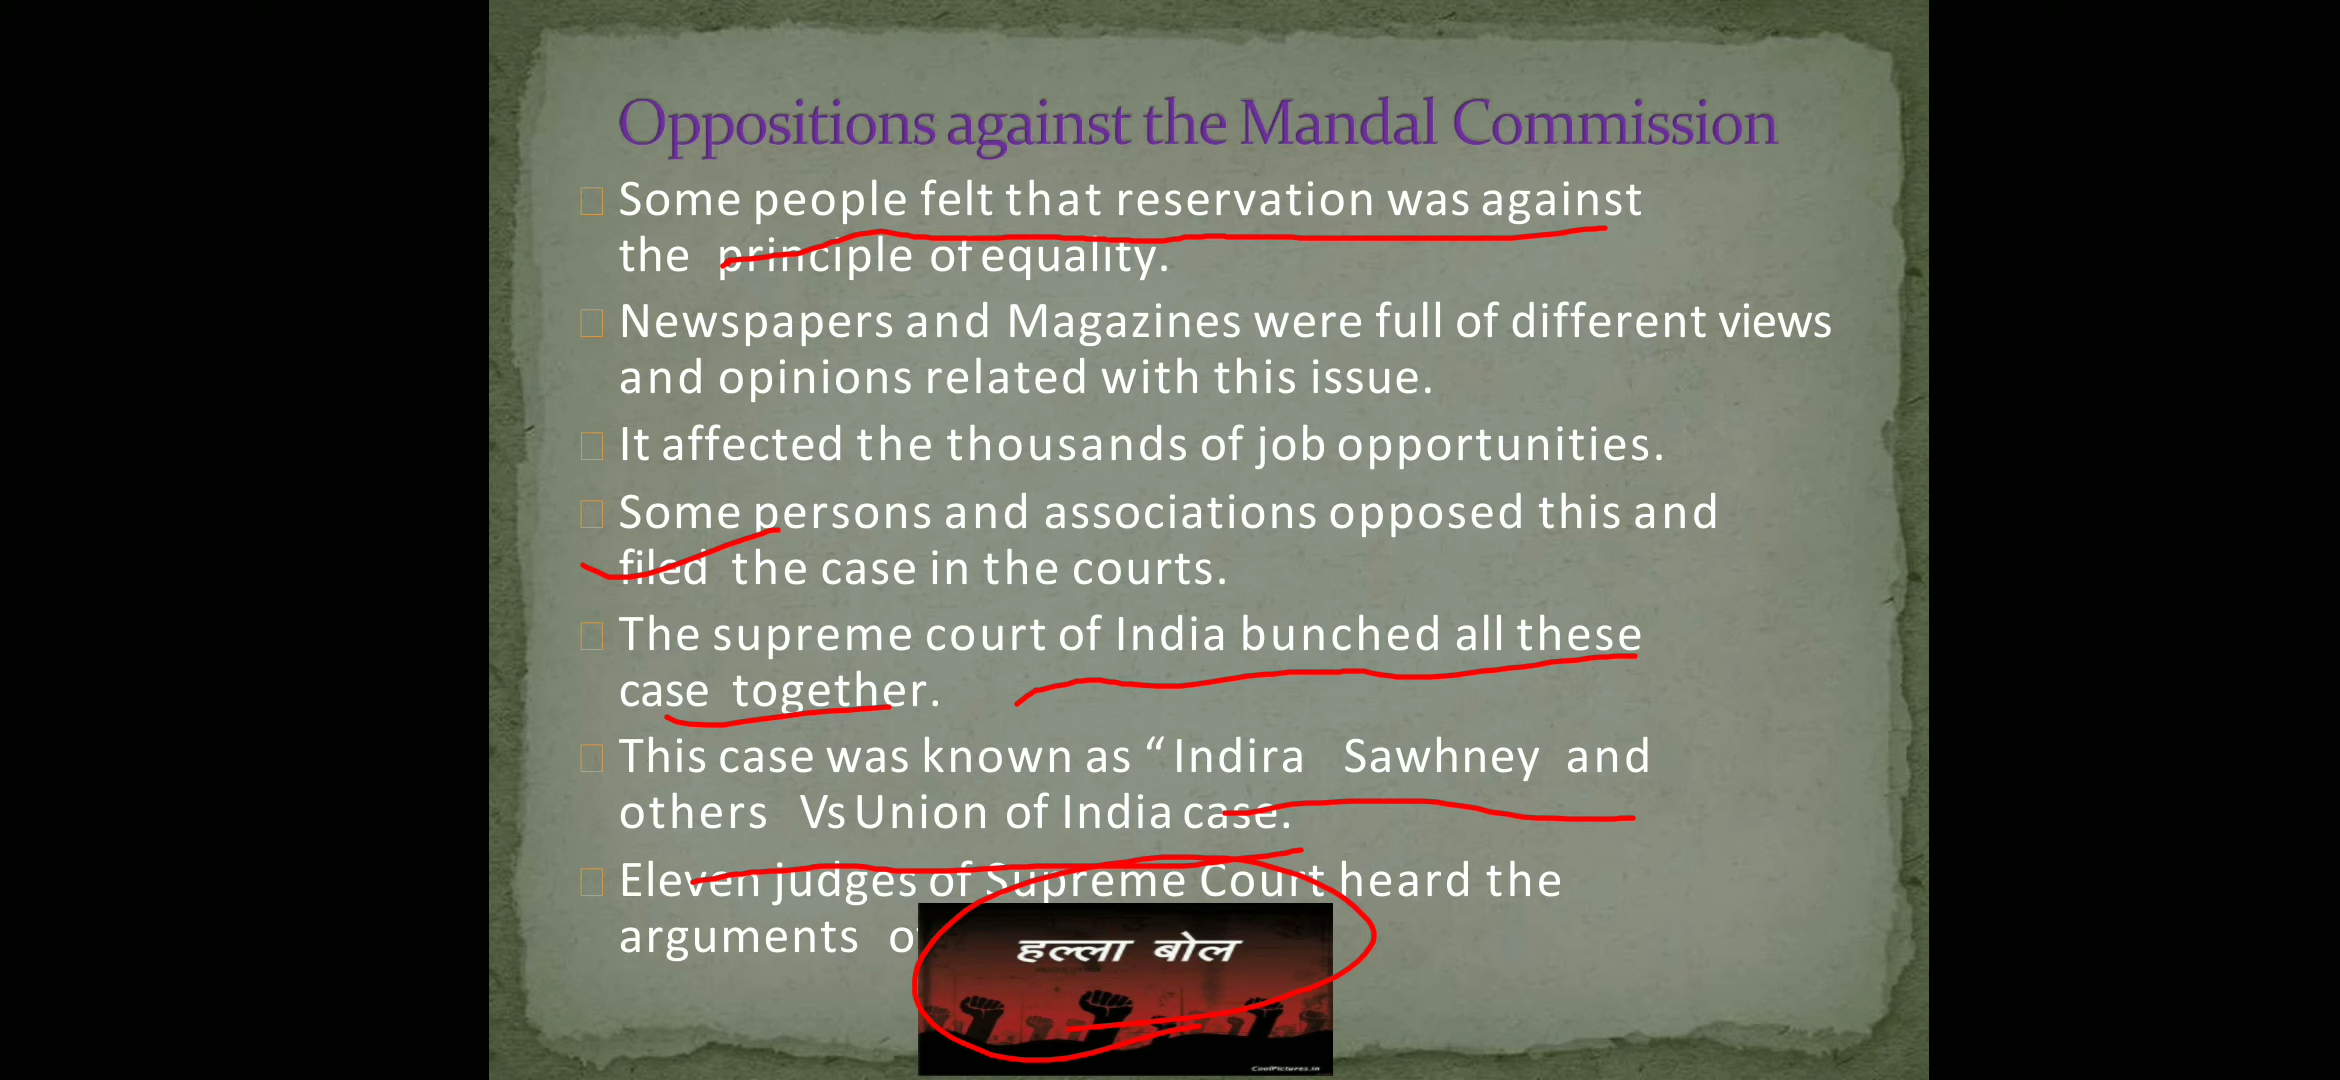 Oppositions against the Mandal Commission
Some people felt that reservation was against
the principle of equality.
Newspapers and Magazines were full of different views
and opinions related with this issue.
It affected the thousands of job opportunities.
Some persons and associations opposed this and
filed the case in the courts.
The supreme court of India bunched all these
case together.
This case was known as “Indira Sawhney and
others Vs Union of India case.
Eleven judges of Supreme Court heard the
arguments
हल्ला बोल
CoolPictures.in